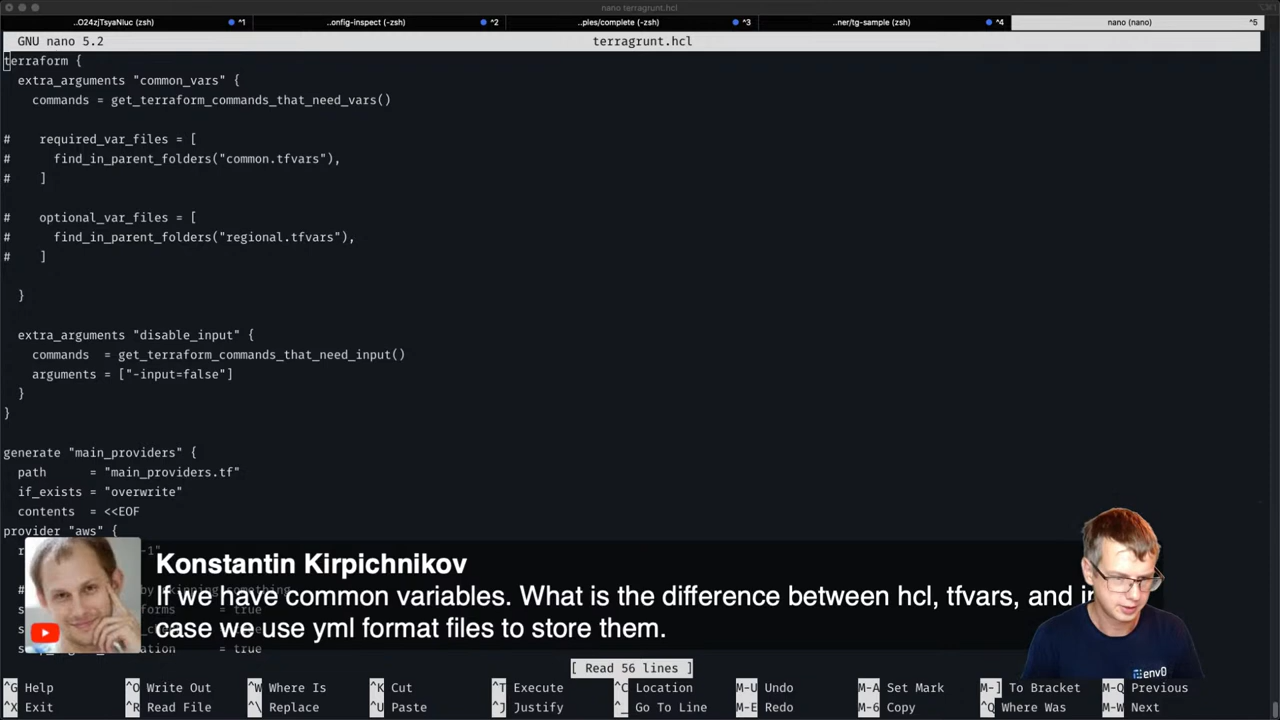 nano terragrunt.hcl
..O24zjTsyaNluc (zsh) ^1 ..onfig-inspect (-zsh) ^2 ..ples/complete (-zsh) ^3 ..ner/tg-sample (zsh) ^4 nano (nano) ^5
GNU nano 5.2 terragrunt.hcl
terraform {
extra_arguments "common_vars" {
commands = get_terraform_commands_that_need_vars()
# required_var_files = [
# find_in_parent_folders("common.tfvars"),
# ]
# optional_var_files = [
# find_in_parent_folders("regional.tfvars"),
# ]
}
extra_arguments "disable_input" {
commands = get_terraform_commands_that_need_input()
arguments = ["-input=false"]
}
}
generate "main_providers" {
path = "main_providers.tf"
if_exists = "overwrite"
contents = <<EOF
provider "aws" {
Konstantin Kirpichnikov
If we have common variables. What is the difference between hcl, tfvars, and in
case we use yml format files to store them.
= true
= true
[ Read 56 lines ]
^G Help ^O Write Out ^W Where Is ^K Cut ^T Execute ^C Location M-U Undo M-A Set Mark M-] To Bracket M-Q Previous
^X Exit ^R Read File ^\ Replace ^U Paste ^J Justify ^_ Go To Line M-E Redo M-6 Copy ^Q Where Was M-W Next
env0